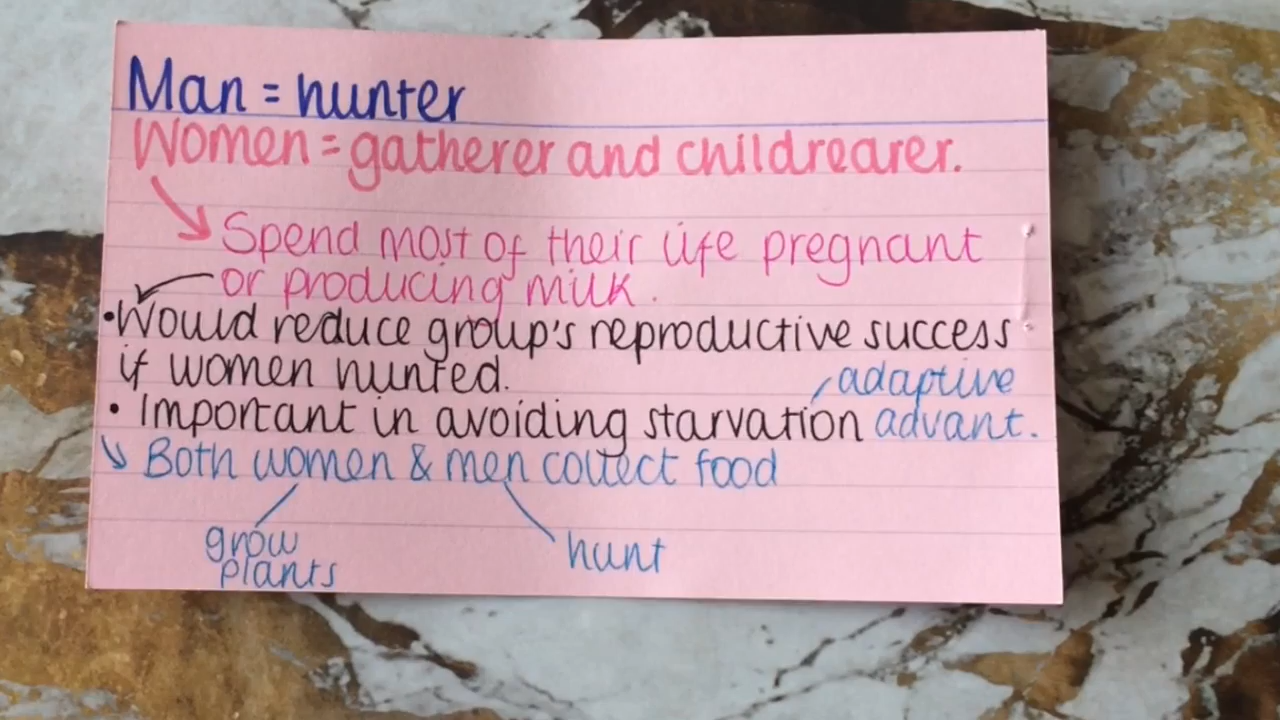 Man = hunter
Women = gatherer and childrearer.
Spend most of their life pregnant
or producing milk.
• Would reduce group's reproductive success
if women hunted.
adaptive
• Important in avoiding starvation advant.
Both women & men collect food
grow
plants
hunt